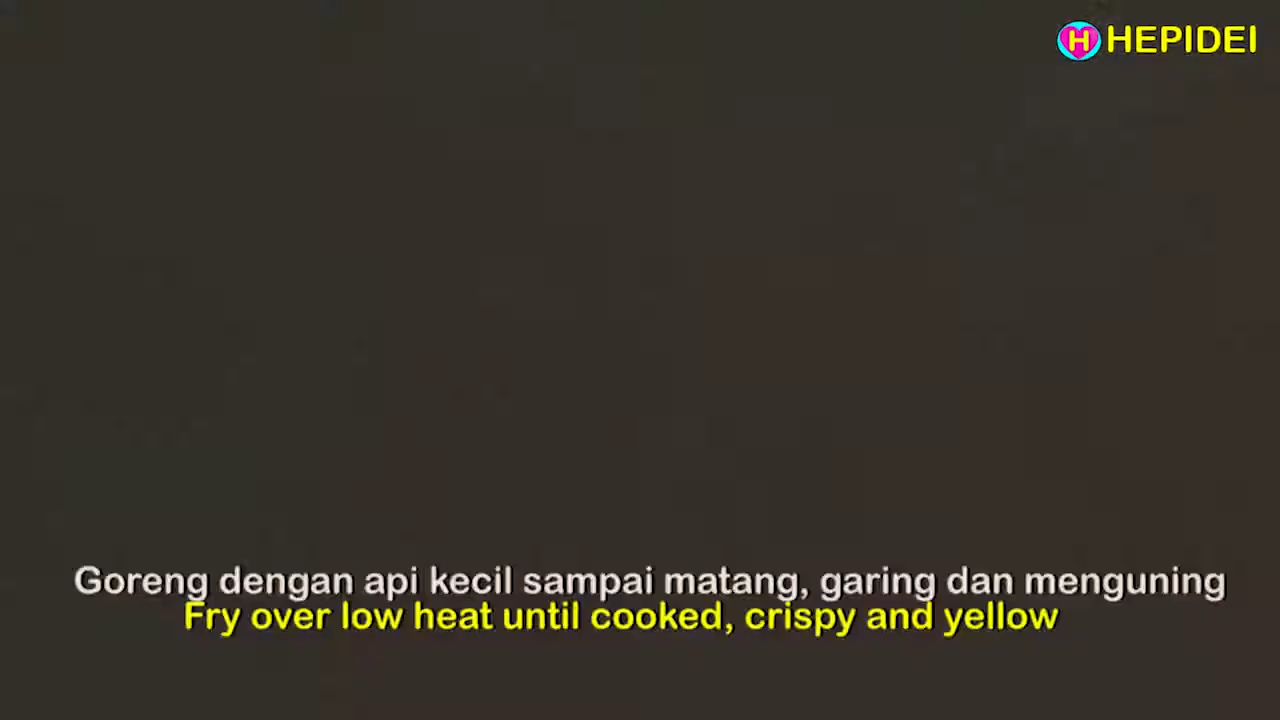 H HEPIDEI
Goreng dengan api kecil sampai matang, garing dan menguning
Fry over low heat until cooked, crispy and yellow